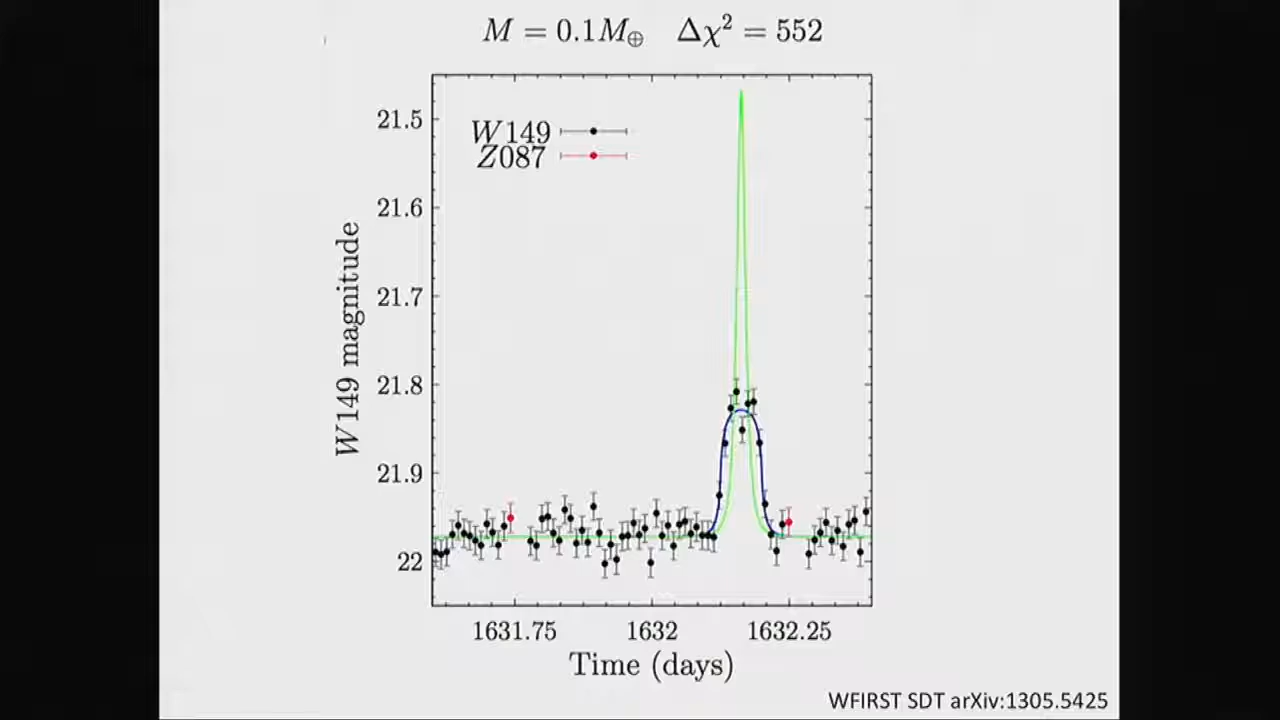 M = 0.1M⊕ Δχ² = 552
W149
Z087
21.5
21.6
21.7
21.8
21.9
22
W149 magnitude
1631.75 1632 1632.25
Time (days)
WFIRST SDT arXiv:1305.5425